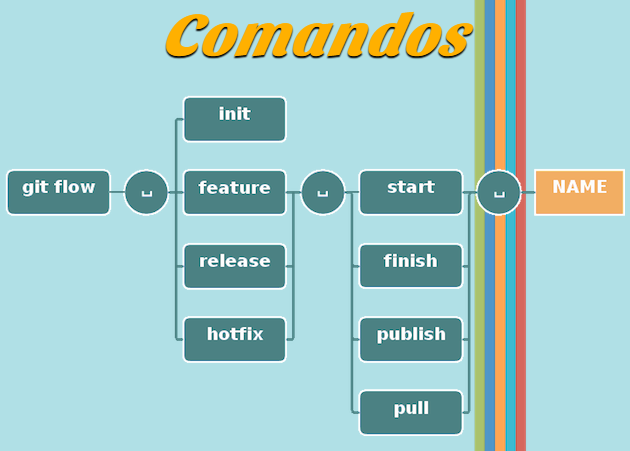 Comandos
git flow
␣
init
feature
release
hotfix
␣
start
finish
publish
pull
␣
NAME